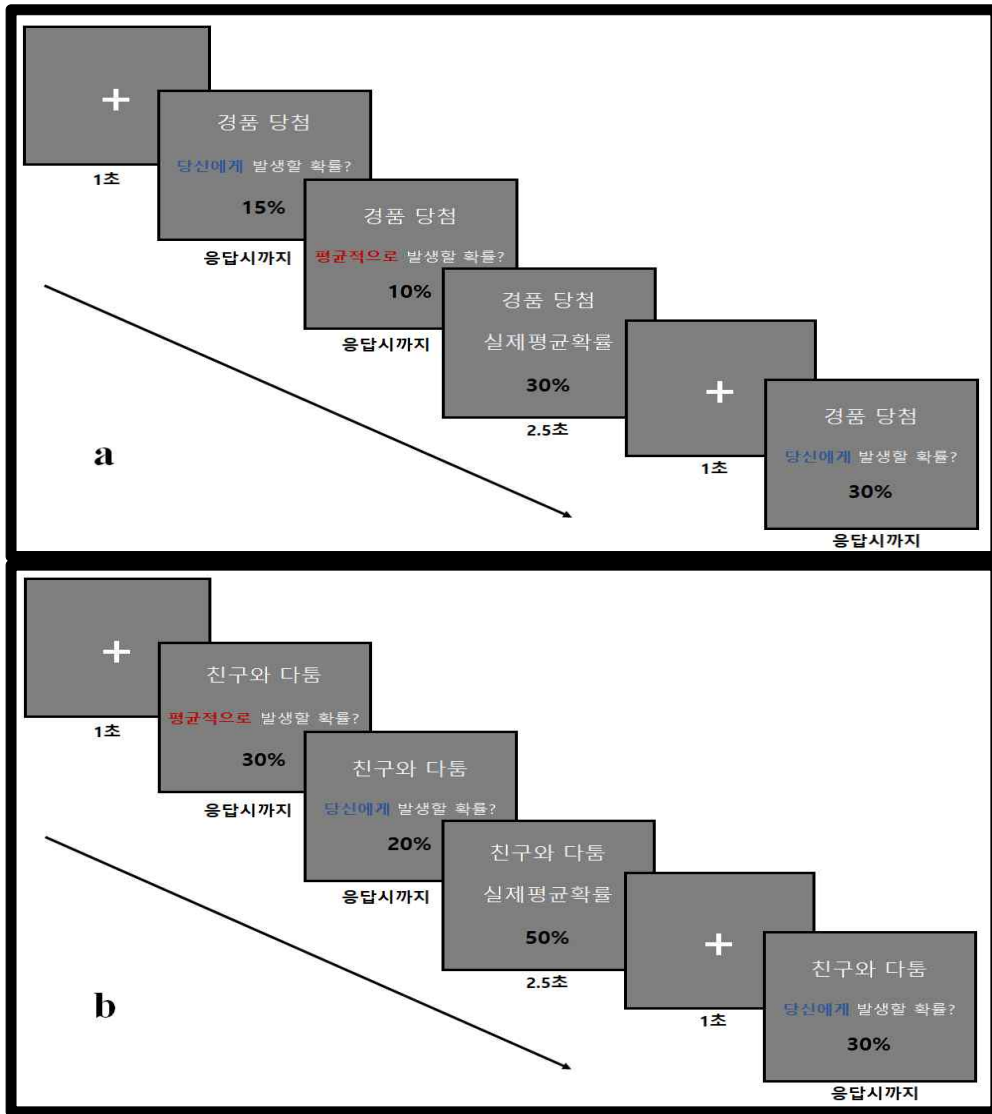 +
1초
경품 당첨
당신에게 발생할 확률?
15%
응답시까지
경품 당첨
평균적으로 발생할 확률?
10%
응답시까지
경품 당첨
실제평균확률
30%
2.5초
+
1초
경품 당첨
당신에게 발생할 확률?
30%
응답시까지
a
+
1초
친구와 다툼
평균적으로 발생할 확률?
30%
응답시까지
친구와 다툼
당신에게 발생할 확률?
20%
응답시까지
친구와 다툼
실제평균확률
50%
2.5초
+
1초
친구와 다툼
당신에게 발생할 확률?
30%
응답시까지
b